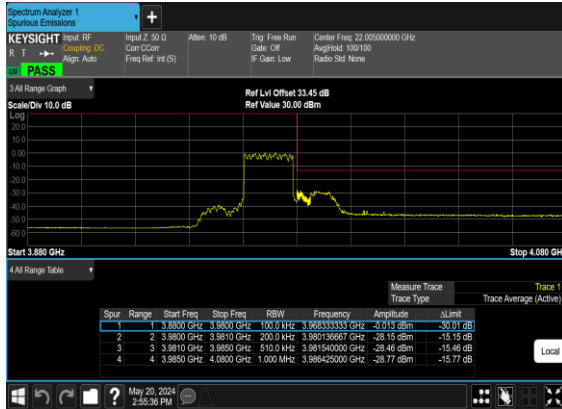 Spectrum Analyzer 1
Spurious Emissions
+
KEYSIGHT Input: RF Input Z: 50 Ω Atten: 10 dB Trig: Free Run Center Freq: 22.005000000 GHz
R T Coupling: DC Corr CCorr Gate: Off Avg|Hold: 100/100
Align: Auto Freq Ref: Int (S) IF Gain: Low Radio Std: None
PASS
3 All Range Graph
Ref Lvl Offset 33.45 dB
Scale/Div 10.0 dB Ref Value 30.00 dBm
Log
20.0
10.0
0.00
-10.0
-20.0
-30.0
-40.0
-50.0
-60.0
Start 3.880 GHz Stop 4.080 GH
4 All Range Table
Measure Trace Trace 1
Trace Type Trace Average (Active)
Spur Range Start Freq Stop Freq RBW Frequency Amplitude ΔLimit
1 1 3.8800 GHz 3.9800 GHz 100.0 kHz 3.968333333 GHz -0.013 dBm -30.01 dB
2 2 3.9800 GHz 3.9810 GHz 200.0 kHz 3.980136667 GHz -28.15 dBm -15.15 dB
3 3 3.9810 GHz 3.9850 GHz 510.0 kHz 3.981540000 GHz -28.46 dBm -15.46 dB
4 4 3.9850 GHz 4.0800 GHz 1.000 MHz 3.986425000 GHz -28.77 dBm -15.77 dB
Local
?
May 20, 2024
2:55:36 PM